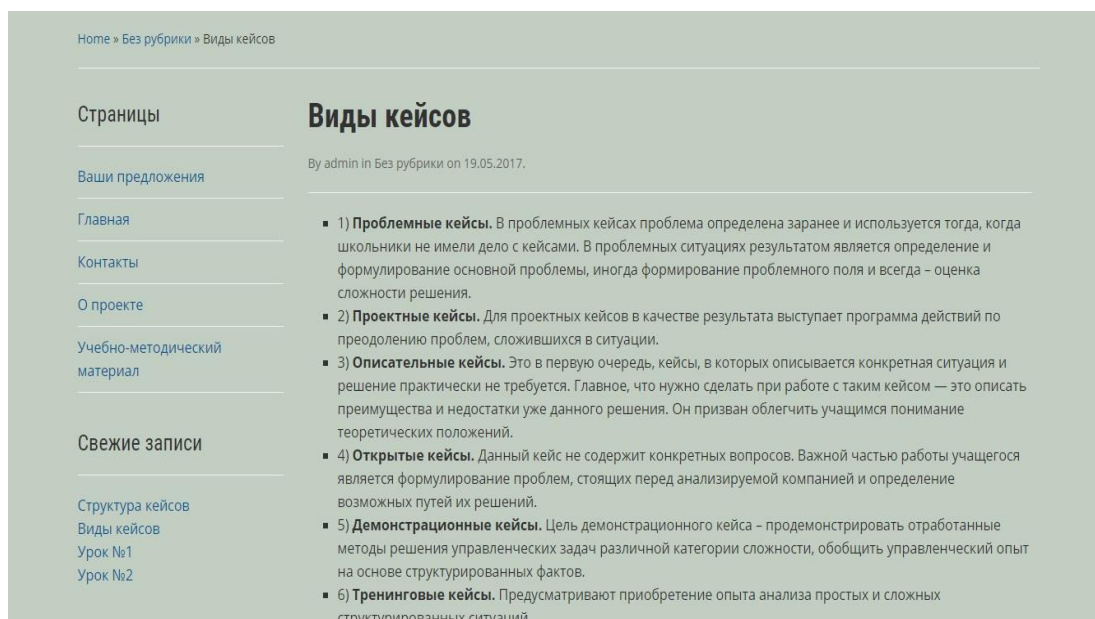 Home » Без рубрики » Виды кейсов
Страницы
Ваши предложения
Главная
Контакты
О проекте
Учебно-методический
материал
Свежие записи
Структура кейсов
Виды кейсов
Урок №1
Урок №2
Виды кейсов
By admin in Без рубрики on 19.05.2017.
1) Проблемные кейсы. В проблемных кейсах проблема определена заранее и используется тогда, когда
школьники не имели дело с кейсами. В проблемных ситуациях результатом является определение и
формулирование основной проблемы, иногда формирование проблемного поля и всегда – оценка
сложности решения.
2) Проектные кейсы. Для проектных кейсов в качестве результата выступает программа действий по
преодолению проблем, сложившихся в ситуации.
3) Описательные кейсы. Это в первую очередь, кейсы, в которых описывается конкретная ситуация и
решение практически не требуется. Главное, что нужно сделать при работе с таким кейсом — это описать
преимущества и недостатки уже данного решения. Он призван облегчить учащимся понимание
теоретических положений.
4) Открытые кейсы. Данный кейс не содержит конкретных вопросов. Важной частью работы учащегося
является формулирование проблем, стоящих перед анализируемой компанией и определение
возможных путей их решений.
5) Демонстрационные кейсы. Цель демонстрационного кейса – продемонстрировать отработанные
методы решения управленческих задач различной категории сложности, обобщить управленческий опыт
на основе структурированных фактов.
6) Тренинговые кейсы. Предусматривают приобретение опыта анализа простых и сложных
структурированных ситуаций.